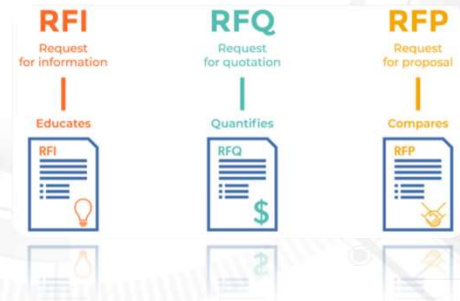 RFI
Request
for information
Educates
RFI
RFQ
Request
for quotation
Quantifies
RFQ
$
RFP
Request
for proposal
Compares
RFP